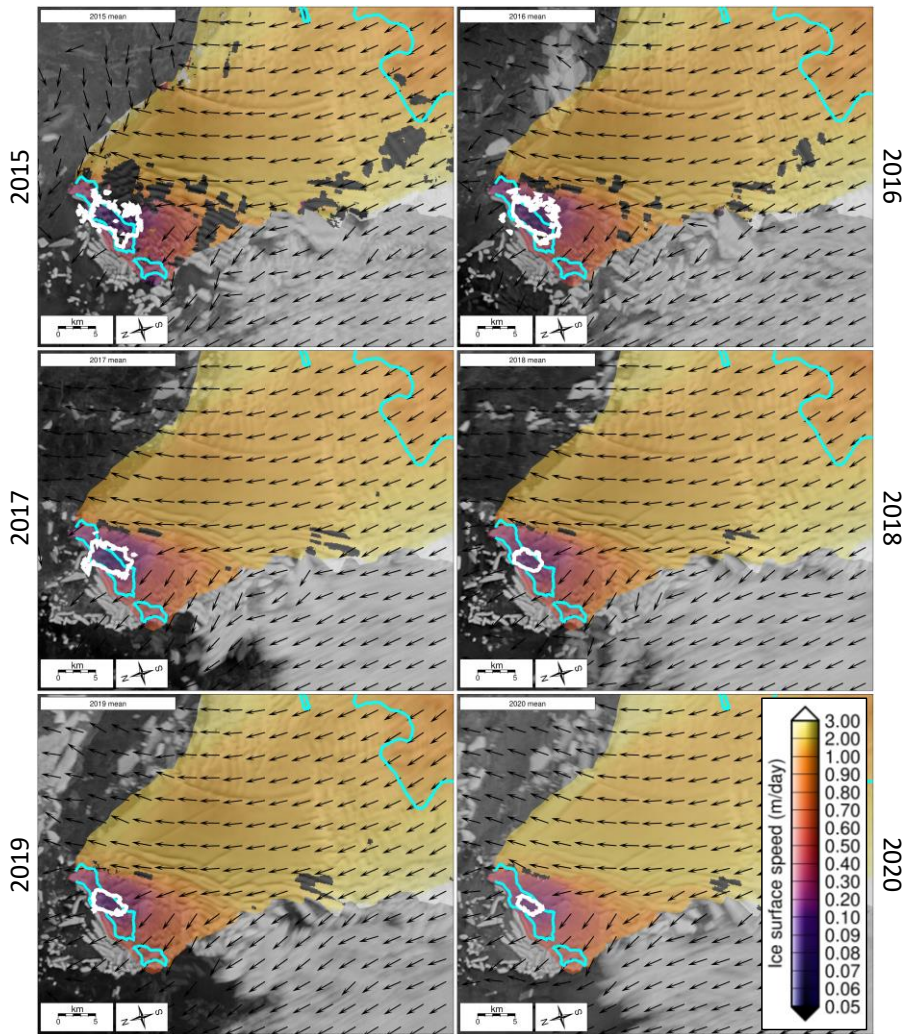 2015 mean
2016 mean
2015
2016
km
0 5
N S
km
0 5
N S
2017 mean
2018 mean
2017
2018
km
0 5
N S
km
0 5
N S
2019 mean
2020 mean
2019
2020
Ice surface speed (m/day)
3.00
2.00
1.00
0.90
0.80
0.70
0.60
0.50
0.40
0.30
0.20
0.10
0.09
0.08
0.07
0.06
0.05
km
0 5
N S
km
0 5
N S